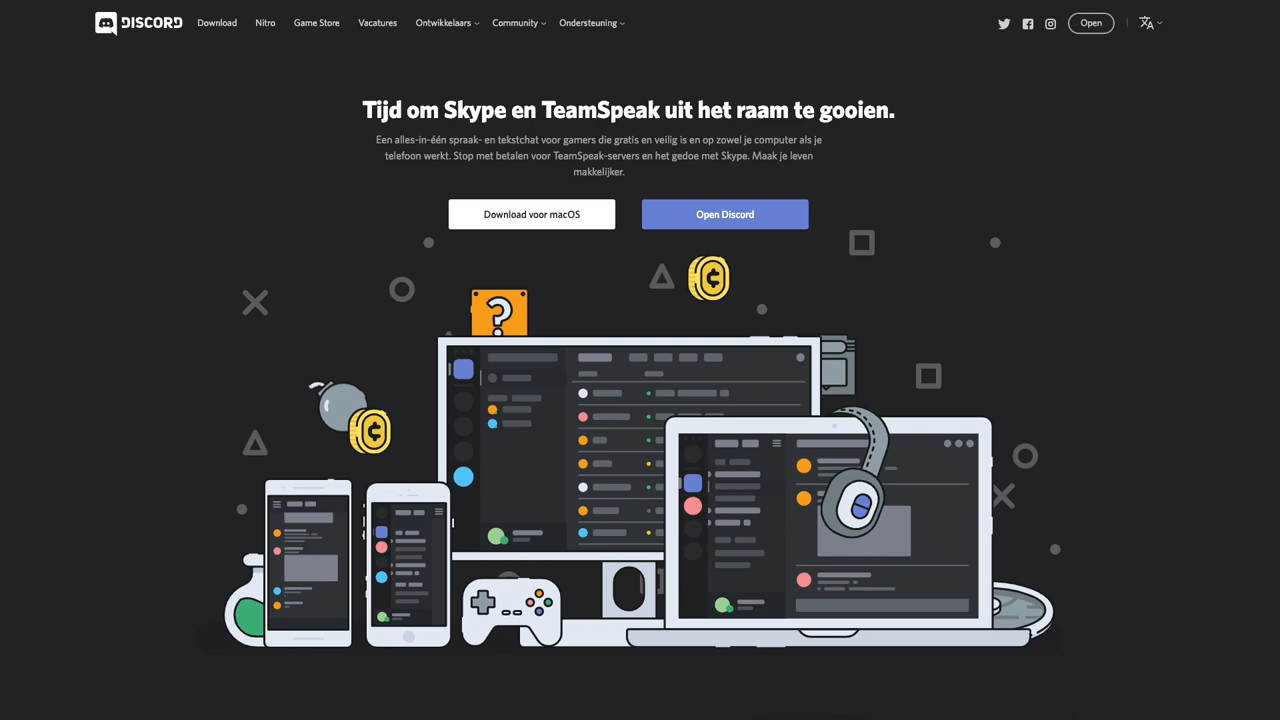 DISCORD Download Nitro Game Store Vacatures Ontwikkelaars Community Ondersteuning Open
Tijd om Skype en TeamSpeak uit het raam te gooien.
Een alles-in-één spraak- en tekstchat voor gamers die gratis en veilig is en op zowel je computer als je
telefoon werkt. Stop met betalen voor TeamSpeak-servers en het gedoe met Skype. Maak je leven
makkelijker.
Download voor macOS Open Discord
?